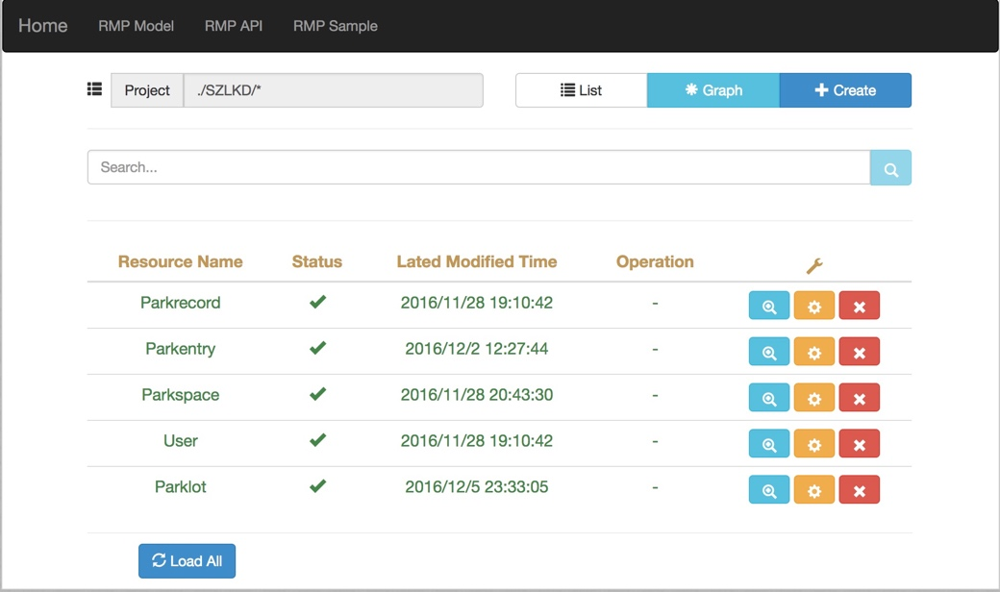 Home RMP Model RMP API RMP Sample
Project ./SZLKD/* List Graph Create
Search...
Resource Name Status Lated Modified Time Operation
Parkrecord 2016/11/28 19:10:42 -
Parkentry 2016/12/2 12:27:44 -
Parkspace 2016/11/28 20:43:30 -
User 2016/11/28 19:10:42 -
Parklot 2016/12/5 23:33:05 -
Load All